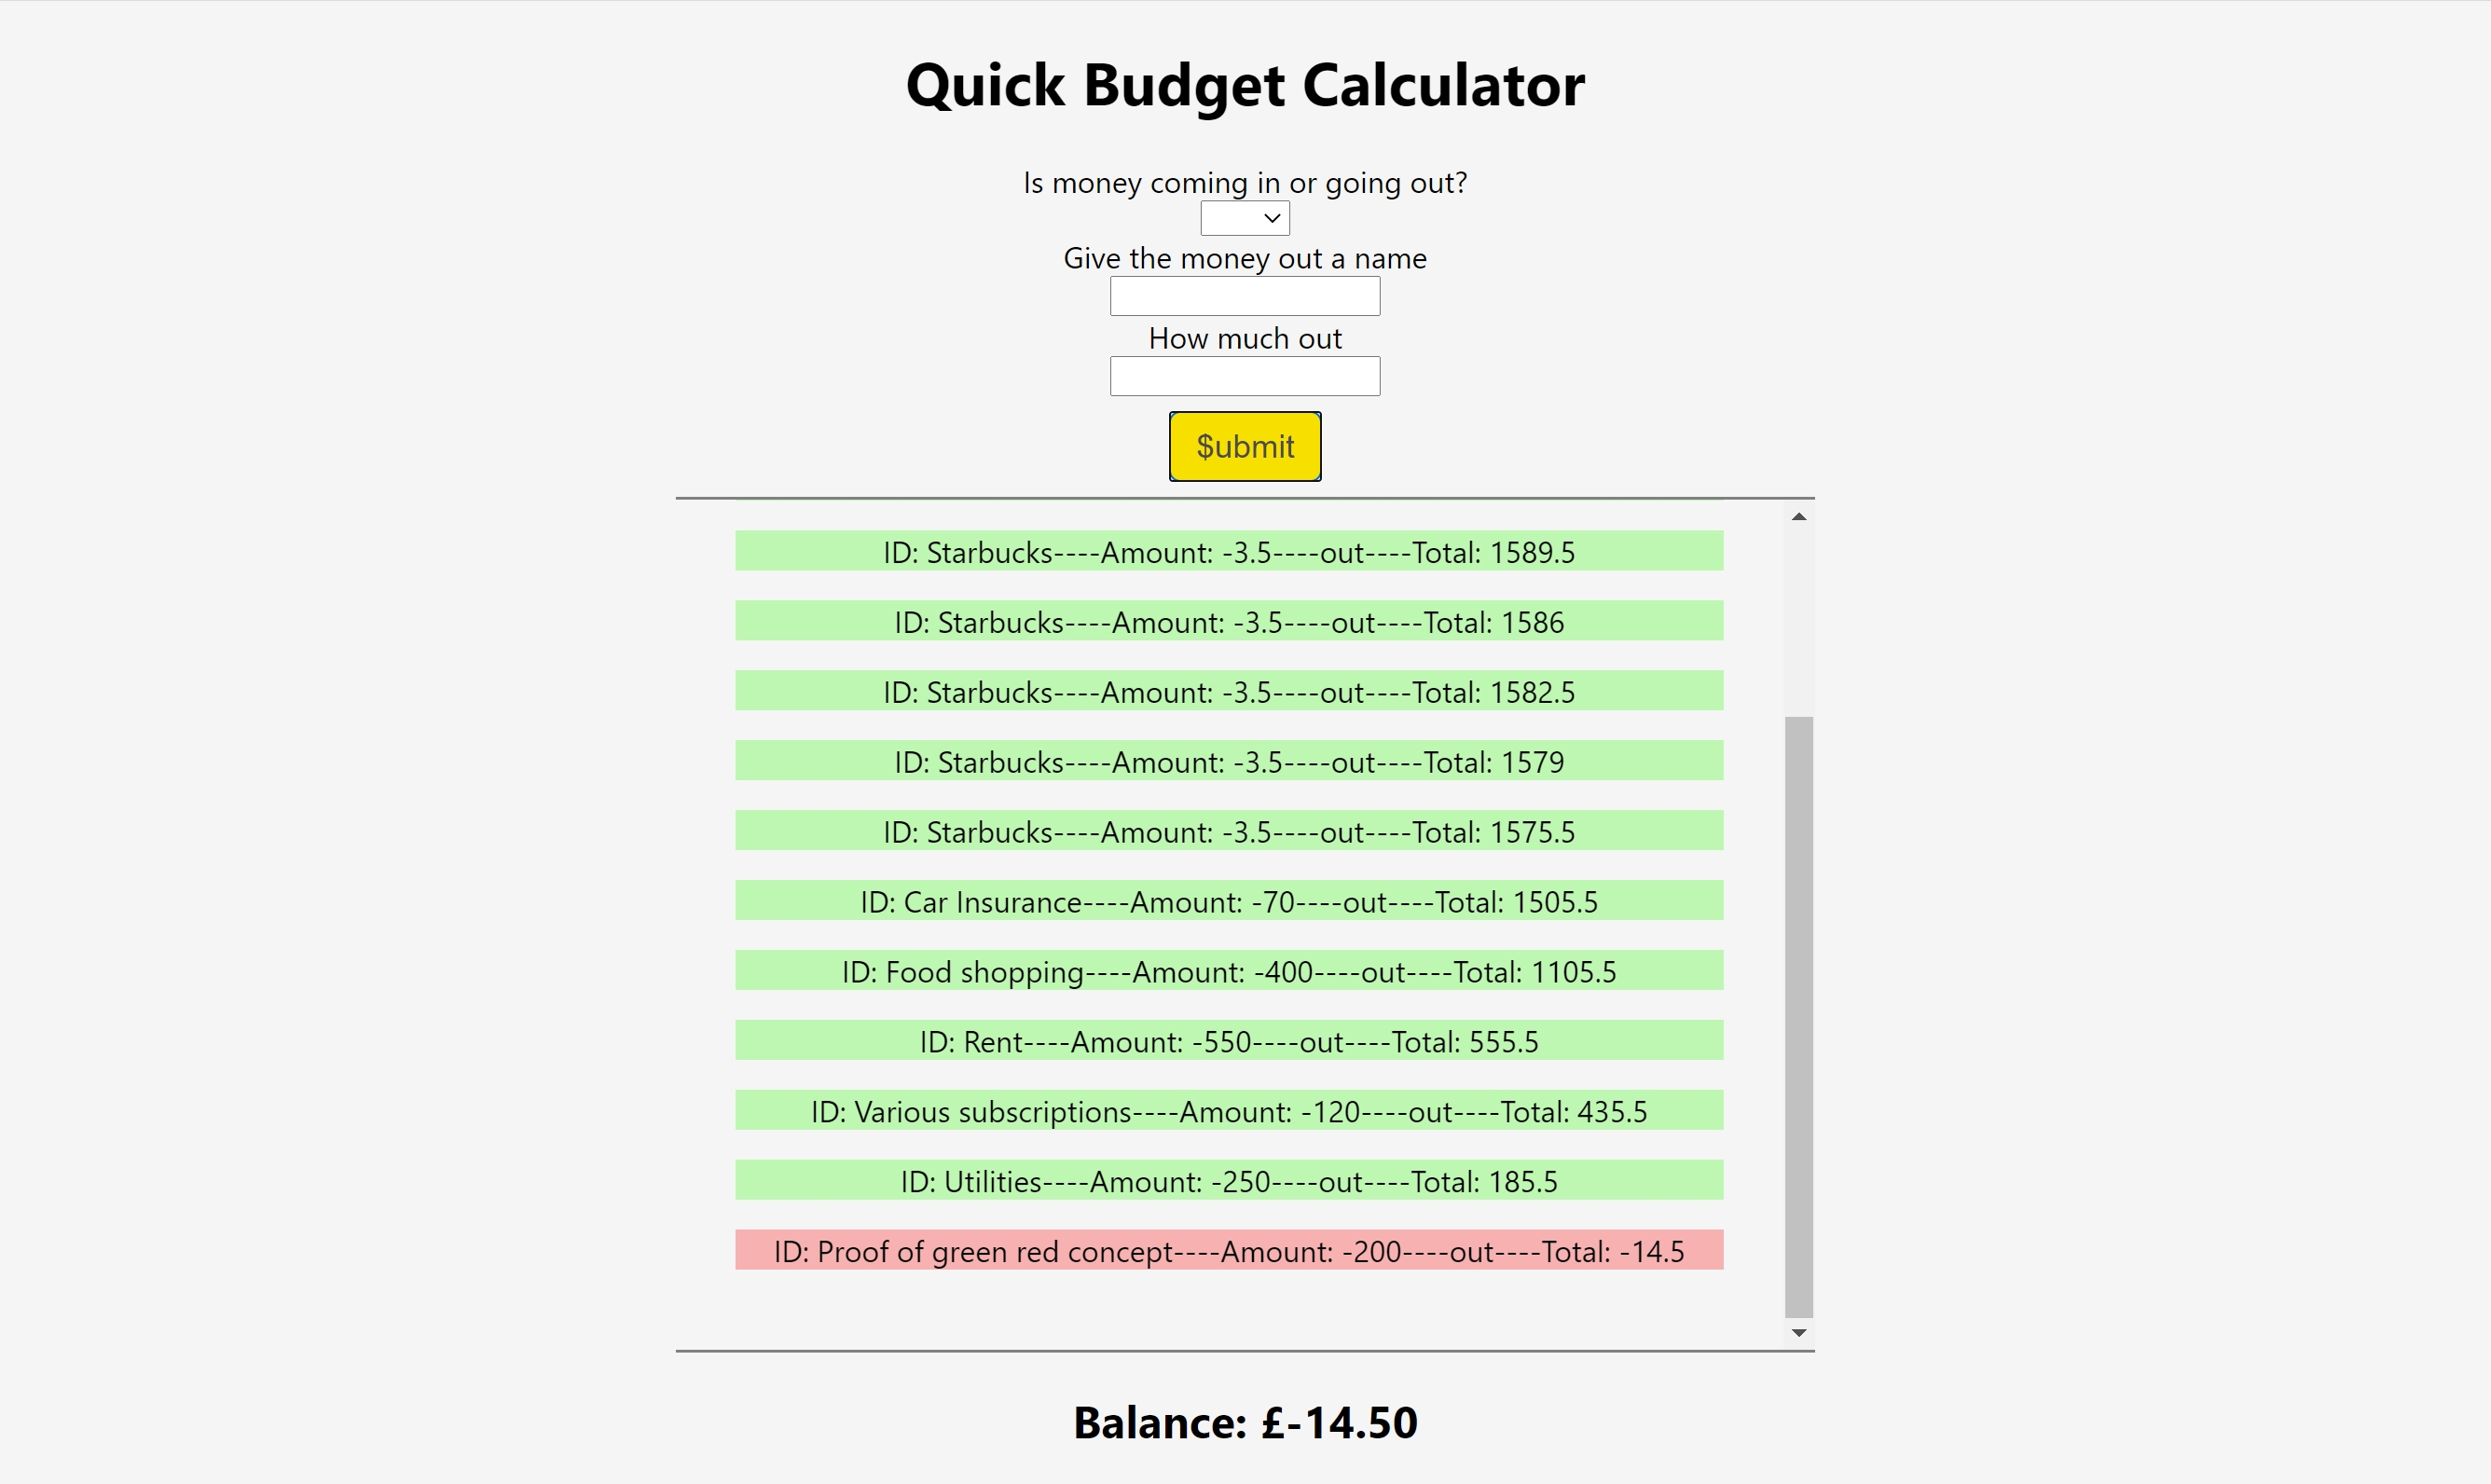 Quick Budget Calculator
Is money coming in or going out?
Give the money out a name
How much out
$ubmit
ID: Starbucks----Amount: -3.5----out----Total: 1589.5
ID: Starbucks----Amount: -3.5----out----Total: 1586
ID: Starbucks----Amount: -3.5----out----Total: 1582.5
ID: Starbucks----Amount: -3.5----out----Total: 1579
ID: Starbucks----Amount: -3.5----out----Total: 1575.5
ID: Car Insurance----Amount: -70----out----Total: 1505.5
ID: Food shopping----Amount: -400----out----Total: 1105.5
ID: Rent----Amount: -550----out----Total: 555.5
ID: Various subscriptions----Amount: -120----out----Total: 435.5
ID: Utilities----Amount: -250----out----Total: 185.5
ID: Proof of green red concept----Amount: -200----out----Total: -14.5
Balance: £-14.50